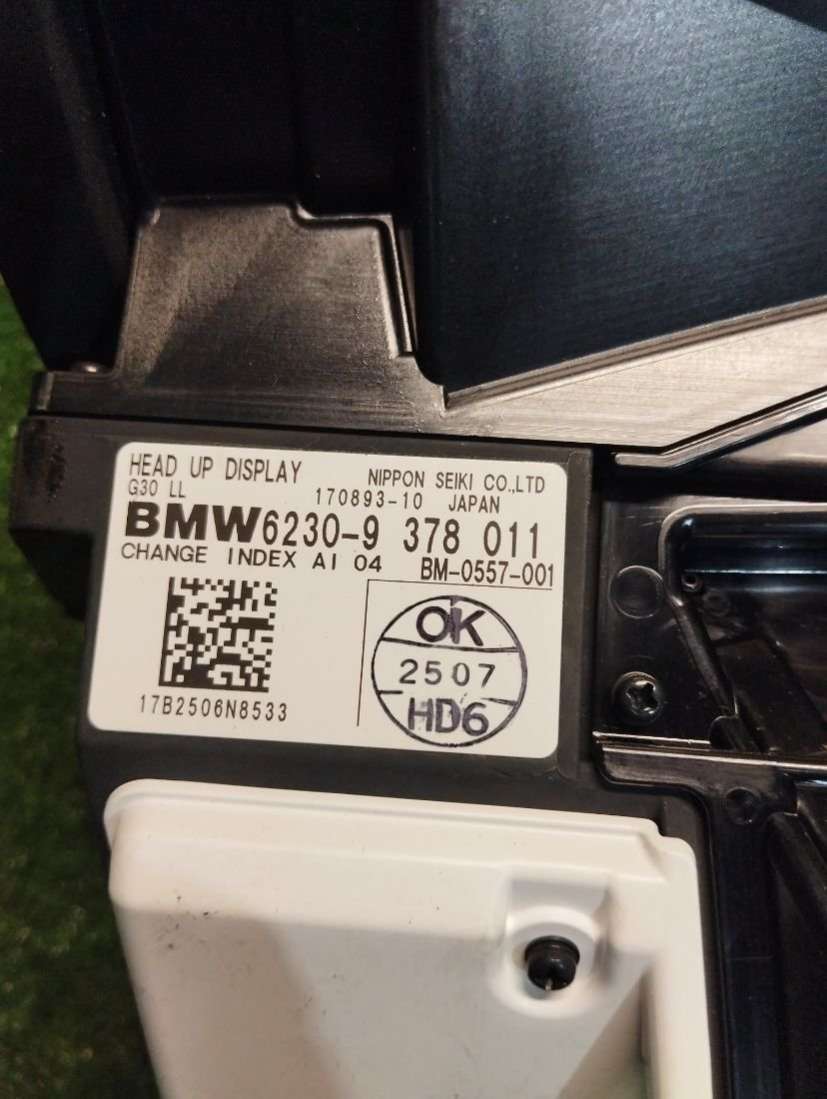 HEAD UP DISPLAY
NIPPON SEIKI CO.,LTD
G30 LL
170893-10 JAPAN
BMW6230-9 378 011
CHANGE INDEX AI 04
BM-0557-001
17B2506N8533
OK
2507
HD6